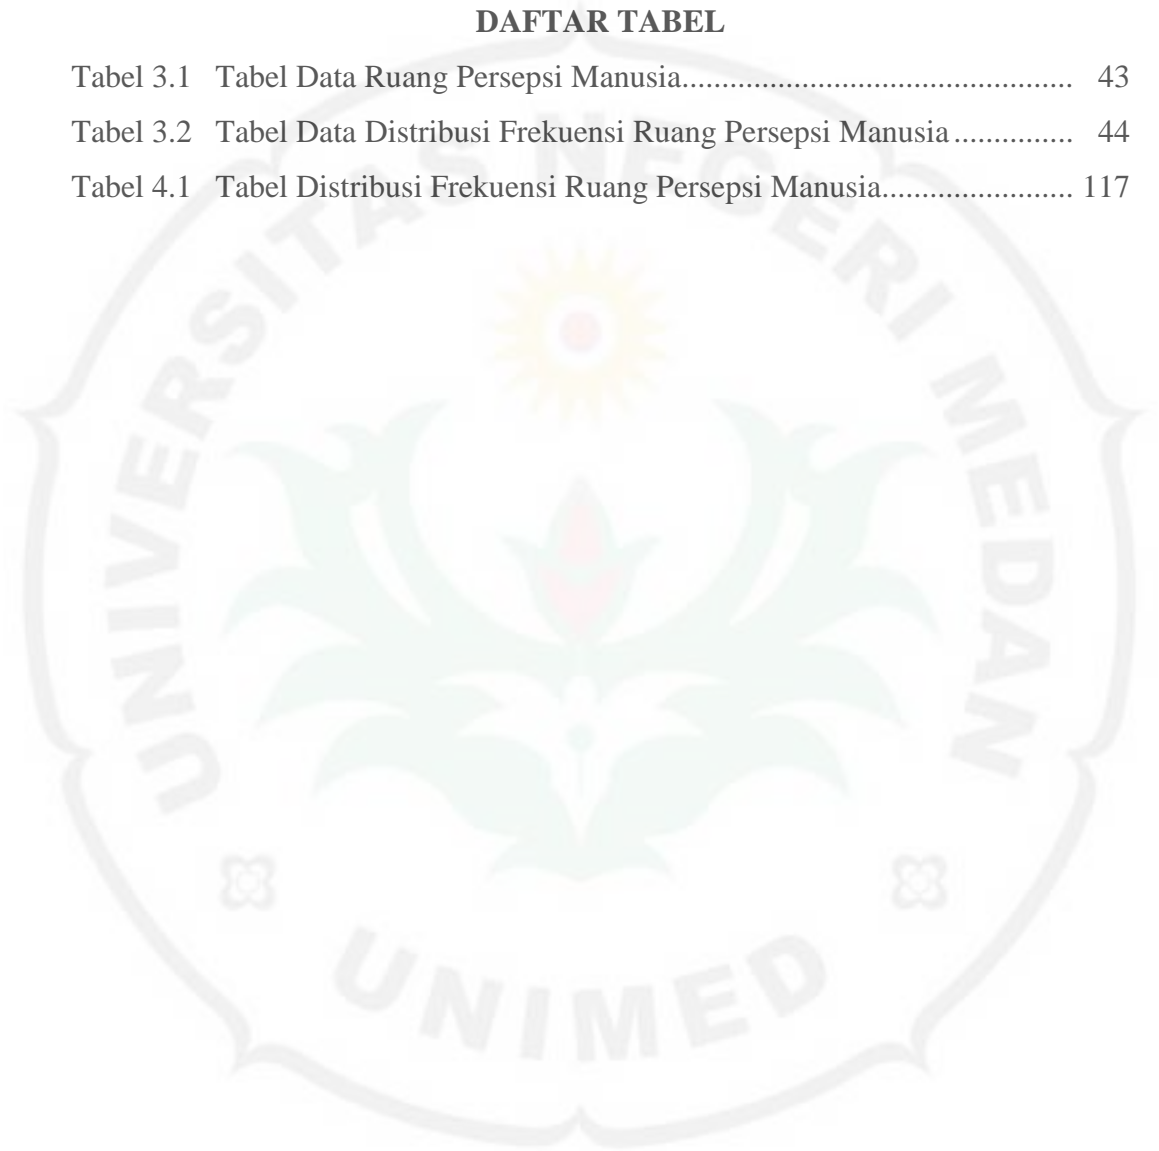 DAFTAR TABEL
Tabel 3.1 Tabel Data Ruang Persepsi Manusia................................................ 43
Tabel 3.2 Tabel Data Distribusi Frekuensi Ruang Persepsi Manusia ............... 44
Tabel 4.1 Tabel Distribusi Frekuensi Ruang Persepsi Manusia........................ 117
UNIVERSITAS NEGERI MEDAN
UNIMED